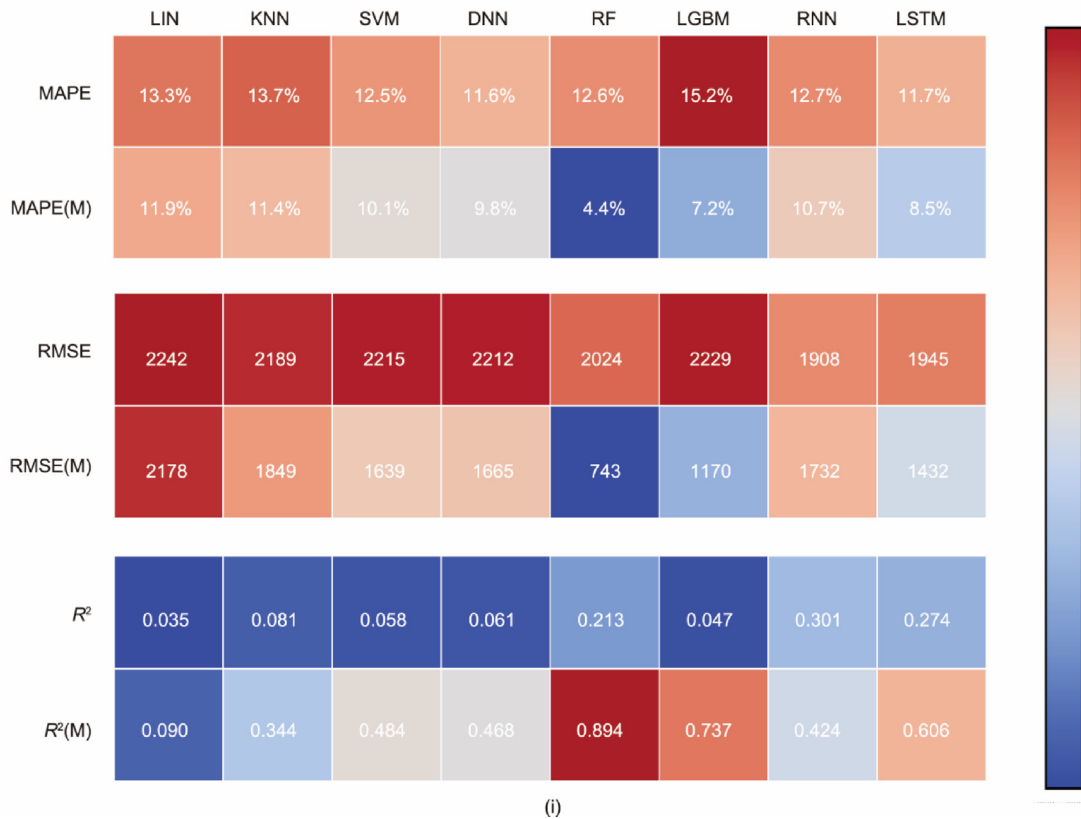 LIN KNN SVM DNN RF LGBM RNN LSTM
MAPE 13.3% 13.7% 12.5% 11.6% 12.6% 15.2% 12.7% 11.7%
MAPE(M) 11.9% 11.4% 10.1% 9.8% 4.4% 7.2% 10.7% 8.5%
RMSE 2242 2189 2215 2212 2024 2229 1908 1945
RMSE(M) 2178 1849 1639 1665 743 1170 1732 1432
R² 0.035 0.081 0.058 0.061 0.213 0.047 0.301 0.274
R²(M) 0.090 0.344 0.484 0.468 0.894 0.737 0.424 0.606
(i)